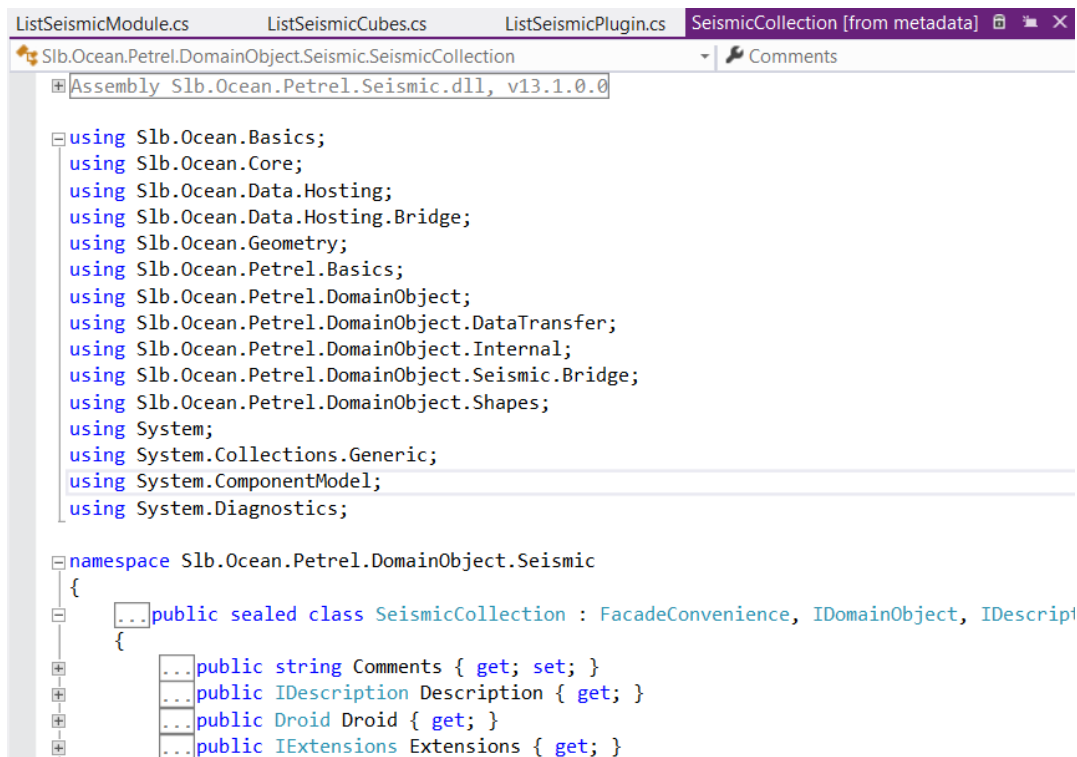 ListSeismicModule.cs ListSeismicCubes.cs ListSeismicPlugin.cs SeismicCollection [from metadata]
Slb.Ocean.Petrel.DomainObject.Seismic.SeismicCollection Comments
Assembly Slb.Ocean.Petrel.Seismic.dll, v13.1.0.0
using Slb.Ocean.Basics;
using Slb.Ocean.Core;
using Slb.Ocean.Data.Hosting;
using Slb.Ocean.Data.Hosting.Bridge;
using Slb.Ocean.Geometry;
using Slb.Ocean.Petrel.Basics;
using Slb.Ocean.Petrel.DomainObject;
using Slb.Ocean.Petrel.DomainObject.DataTransfer;
using Slb.Ocean.Petrel.DomainObject.Internal;
using Slb.Ocean.Petrel.DomainObject.Seismic.Bridge;
using Slb.Ocean.Petrel.DomainObject.Shapes;
using System;
using System.Collections.Generic;
using System.ComponentModel;
using System.Diagnostics;
namespace Slb.Ocean.Petrel.DomainObject.Seismic
{
...public sealed class SeismicCollection : FacadeConvenience, IDomainObject, IDescript
{
...public string Comments { get; set; }
...public IDescription Description { get; }
...public Droid Droid { get; }
...public IExtensions Extensions { get; }